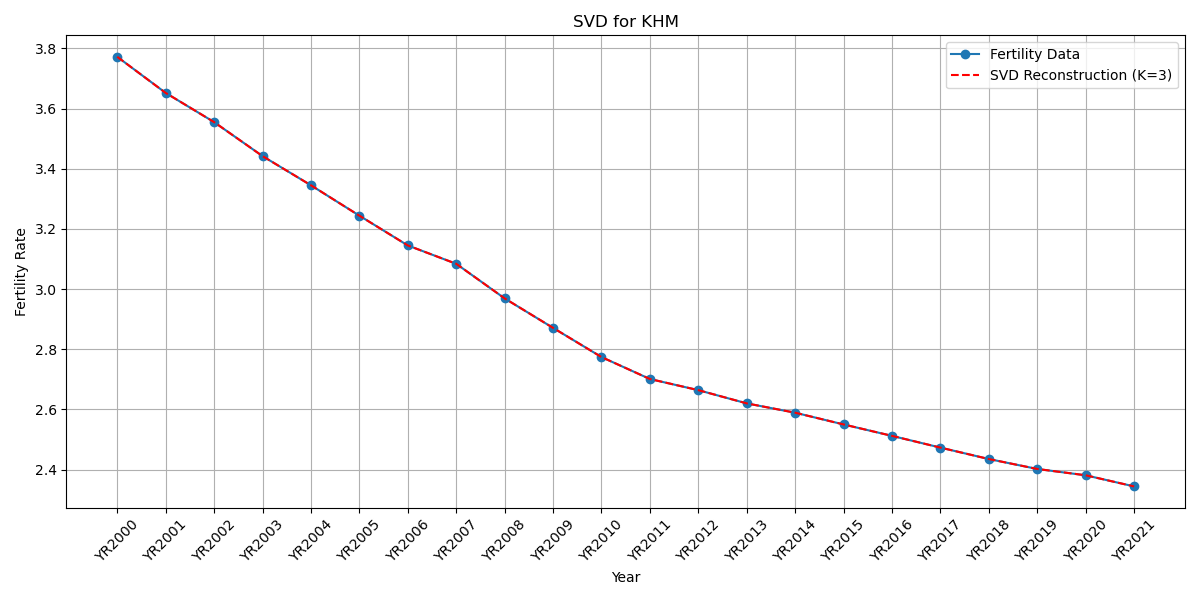 SVD for KHM
Fertility Data
SVD Reconstruction (K=3)
Fertility Rate
3.8
3.6
3.4
3.2
3.0
2.8
2.6
2.4
YR2000
YR2001
YR2002
YR2003
YR2004
YR2005
YR2006
YR2007
YR2008
YR2009
YR2010
YR2011
YR2012
YR2013
YR2014
YR2015
YR2016
YR2017
YR2018
YR2019
YR2020
YR2021
Year